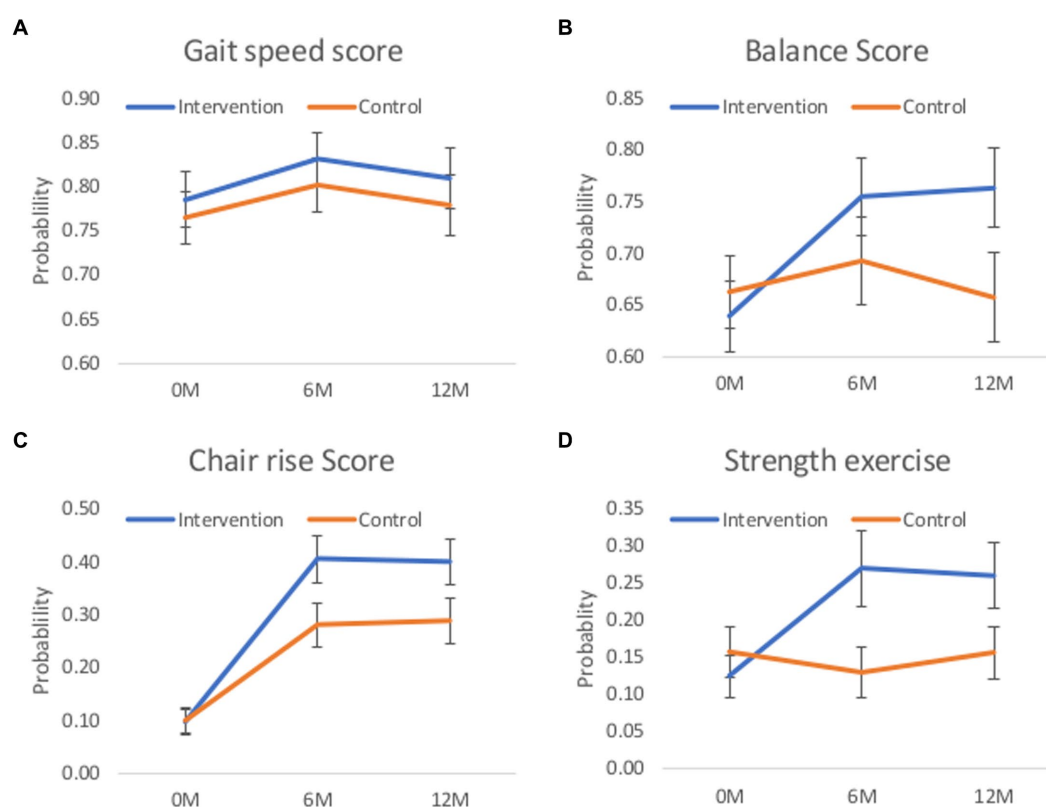 A
Gait speed score
0.90
Intervention Control
0.85
0.80
0.75
0.70
0.65
0.60
Probablility
0M 6M 12M
B
Balance Score
0.85
Intervention Control
0.80
0.75
0.70
0.65
0.60
Probablility
0M 6M 12M
C
Chair rise Score
0.50
Intervention Control
0.40
0.30
0.20
0.10
0.00
Probablility
0M 6M 12M
D
Strength exercise
0.35
Intervention Control
0.30
0.25
0.20
0.15
0.10
0.05
0.00
Probablity
0M 6M 12M